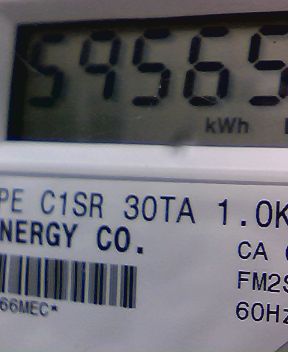 59565
kWh
PE C1SR 30TA 1.0K
NERGY CO.
CA
FM2S
60Hz
66MEC*